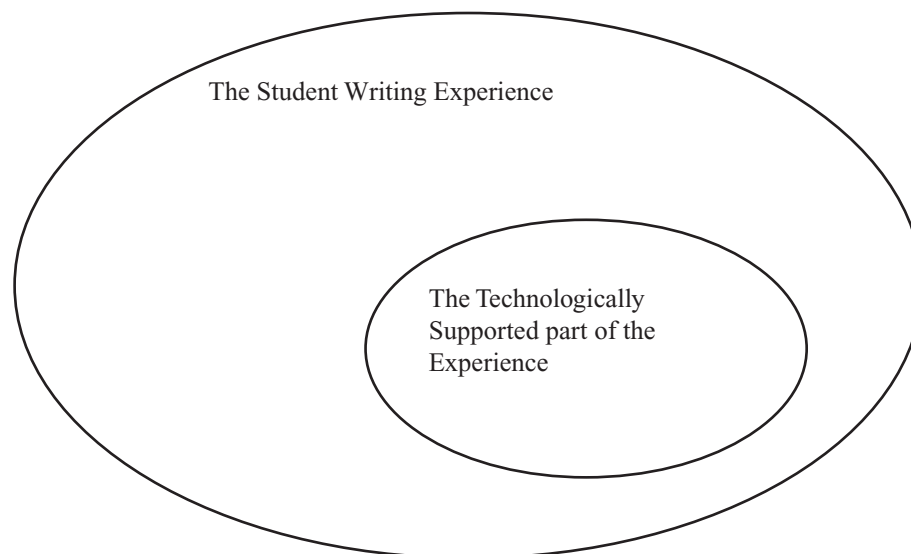 The Student Writing Experience
The Technologically
Supported part of the
Experience